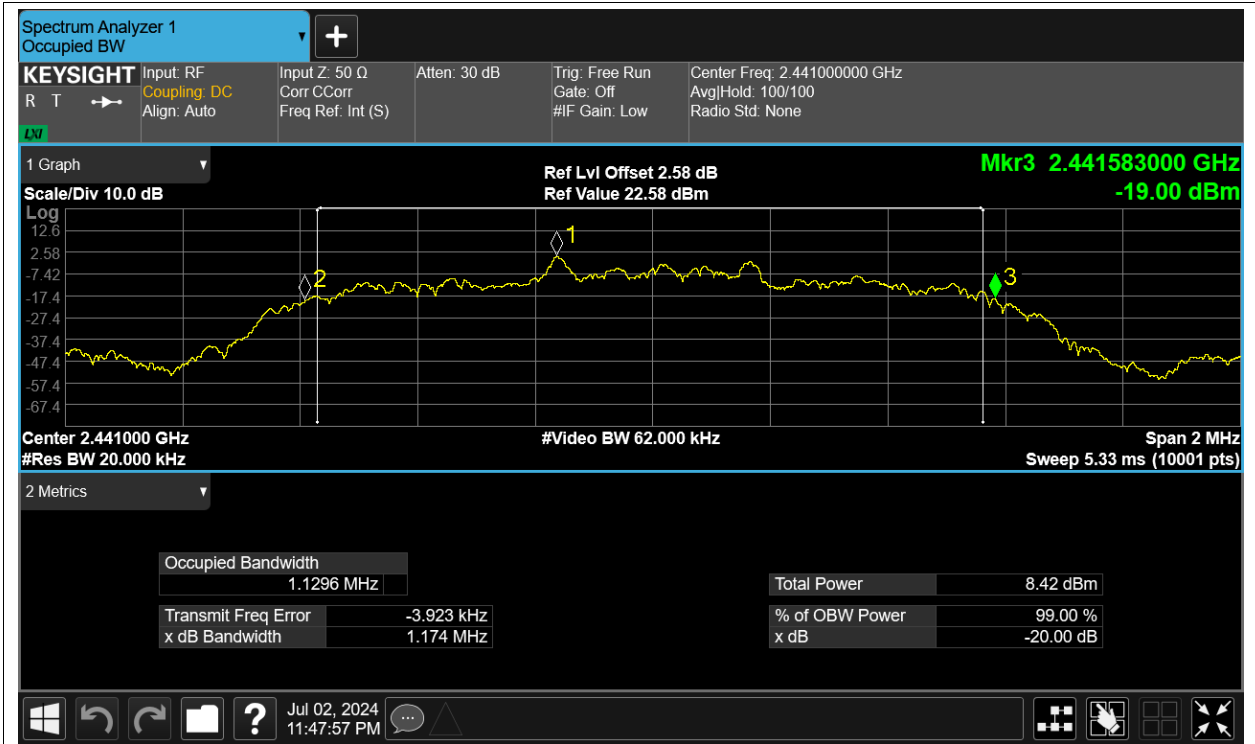 Spectrum Analyzer 1
Occupied BW
KEYSIGHT
R T
LXI
Input: RF
Coupling: DC
Align: Auto
Input Z: 50 Ω
Corr CCorr
Freq Ref: Int (S)
Atten: 30 dB
Trig: Free Run
Gate: Off
#IF Gain: Low
Center Freq: 2.441000000 GHz
Avg|Hold: 100/100
Radio Std: None
1 Graph
Scale/Div 10.0 dB
Ref Lvl Offset 2.58 dB
Ref Value 22.58 dBm
Mkr3 2.441583000 GHz
-19.00 dBm
Log
12.6
2.58
-7.42
-17.4
-27.4
-37.4
-47.4
-57.4
-67.4
1
2
3
Center 2.441000 GHz
#Res BW 20.000 kHz
#Video BW 62.000 kHz
Span 2 MHz
Sweep 5.33 ms (10001 pts)
2 Metrics
Occupied Bandwidth
1.1296 MHz
Transmit Freq Error -3.923 kHz
x dB Bandwidth 1.174 MHz
Total Power 8.42 dBm
% of OBW Power 99.00 %
x dB -20.00 dB
?
Jul 02, 2024
11:47:57 PM